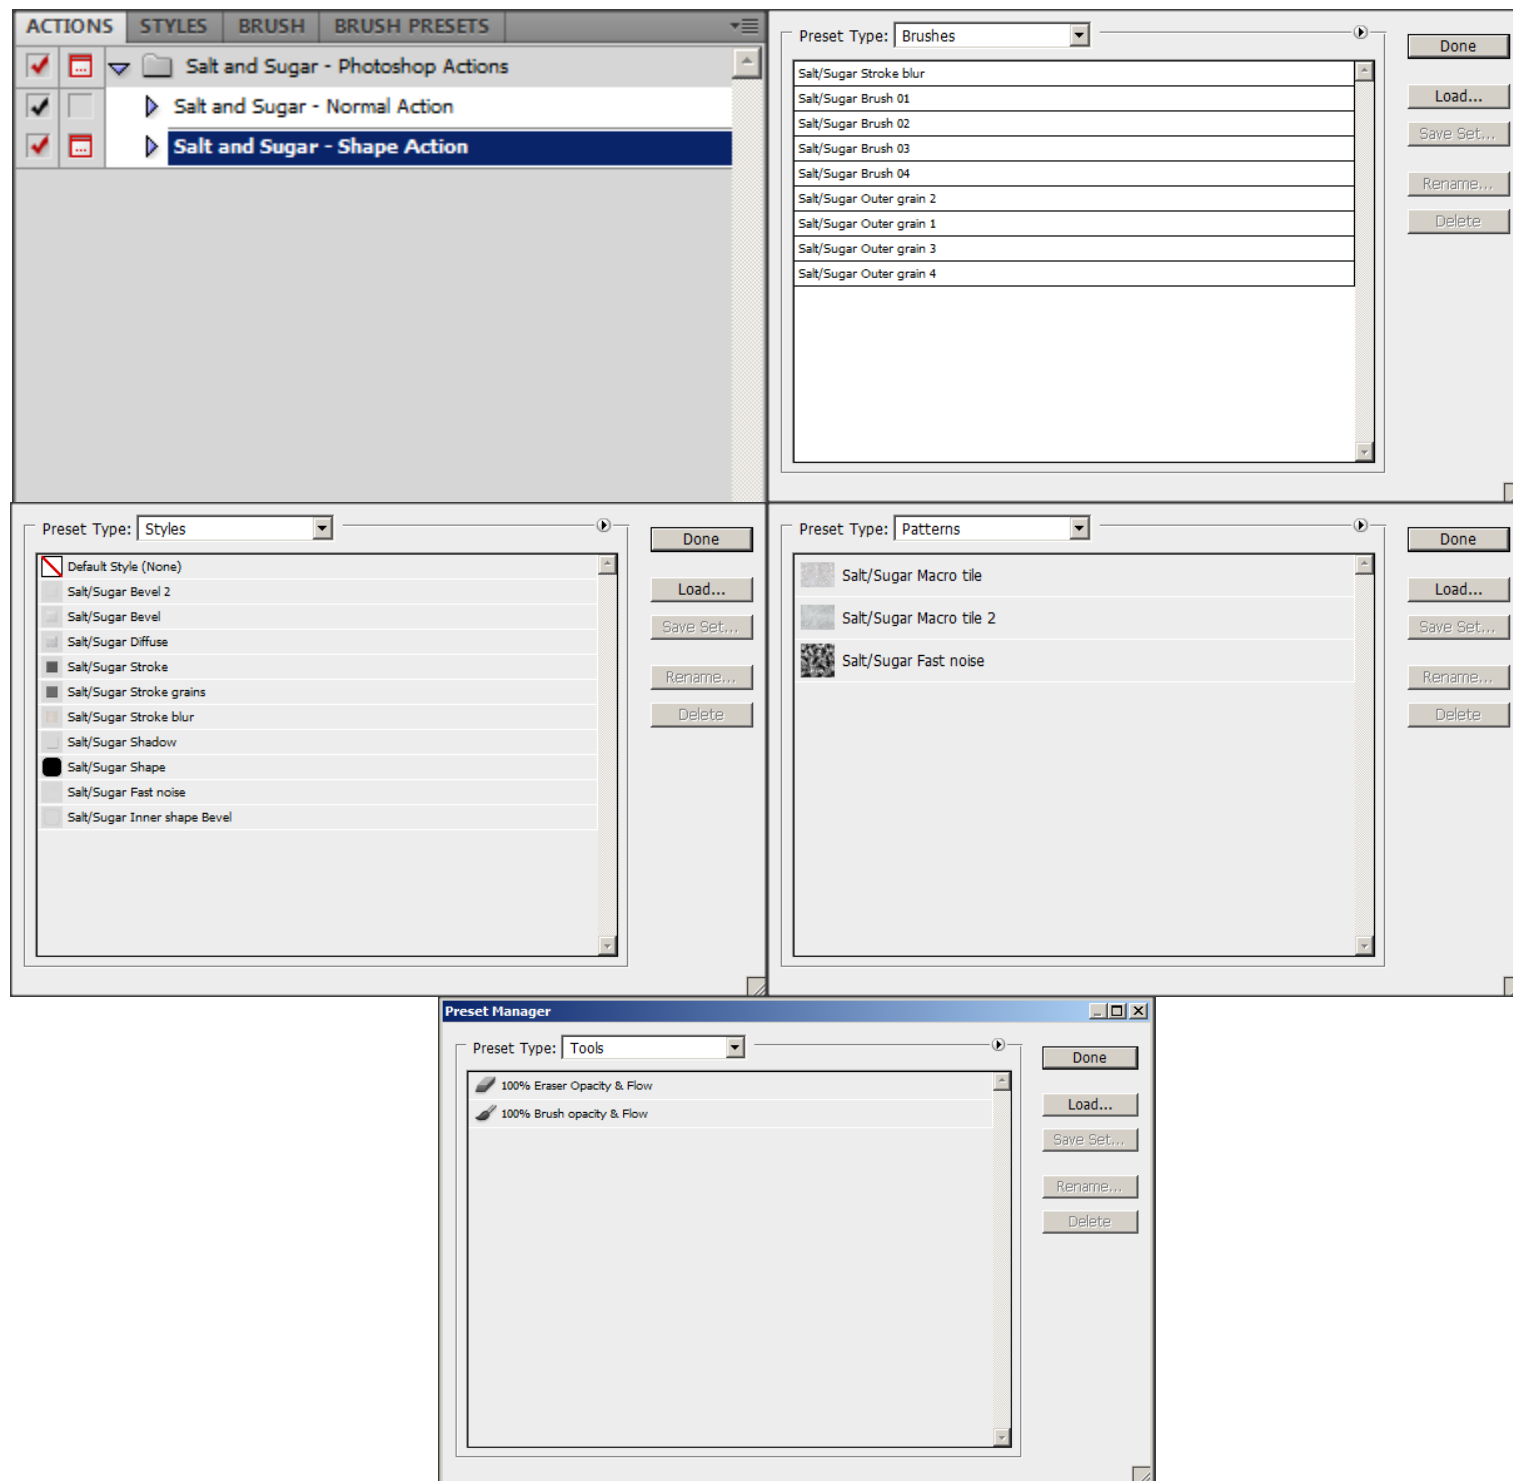 ACTIONS STYLES BRUSH BRUSH PRESETS
Salt and Sugar - Photoshop Actions
Salt and Sugar - Normal Action
Salt and Sugar - Shape Action
Preset Type: Brushes
Salt/Sugar Stroke blur
Salt/Sugar Brush 01
Salt/Sugar Brush 02
Salt/Sugar Brush 03
Salt/Sugar Brush 04
Salt/Sugar Outer grain 2
Salt/Sugar Outer grain 1
Salt/Sugar Outer grain 3
Salt/Sugar Outer grain 4
Done
Load...
Save Set...
Rename...
Delete
Preset Type: Styles
Default Style (None)
Salt/Sugar Bevel 2
Salt/Sugar Bevel
Salt/Sugar Diffuse
Salt/Sugar Stroke
Salt/Sugar Stroke grains
Salt/Sugar Stroke blur
Salt/Sugar Shadow
Salt/Sugar Shape
Salt/Sugar Fast noise
Salt/Sugar Inner shape Bevel
Done
Load...
Save Set...
Rename...
Delete
Preset Type: Patterns
Salt/Sugar Macro tile
Salt/Sugar Macro tile 2
Salt/Sugar Fast noise
Done
Load...
Save Set...
Rename...
Delete
Preset Manager
Preset Type: Tools
100% Eraser Opacity & Flow
100% Brush opacity & Flow
Done
Load...
Save Set...
Rename...
Delete